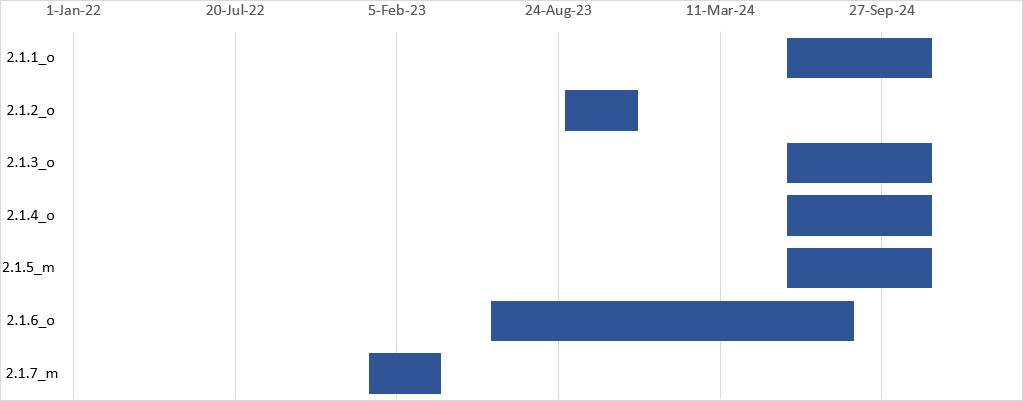 1-Jan-22 20-Jul-22 5-Feb-23 24-Aug-23 11-Mar-24 27-Sep-24
2.1.1_o
2.1.2_o
2.1.3_o
2.1.4_o
2.1.5_m
2.1.6_o
2.1.7_m